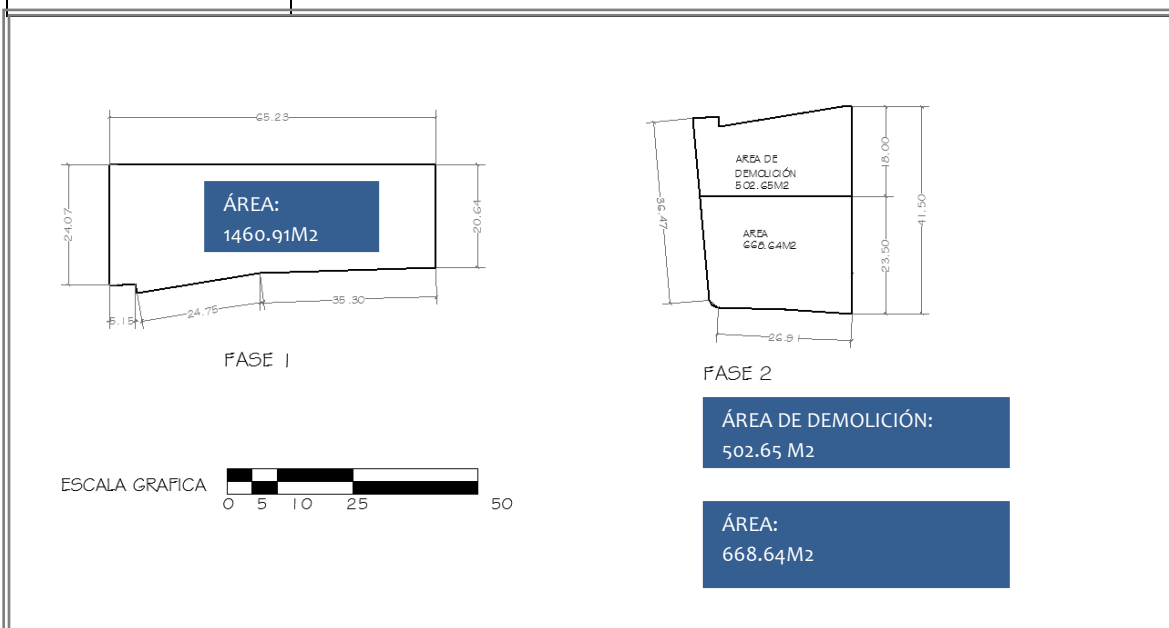 65.23
24.07
ÁREA:
1460.91M2
20.64
5.15
24.75
35.30
FASE 1
36.47
AREA DE
DEMOLICIÓN
502.65M2
AREA
668.64M2
18.00
23.50
41.50
26.91
FASE 2
ÁREA DE DEMOLICIÓN:
502.65 M2
ÁREA:
668.64M2
ESCALA GRAFICA
0 5 10 25 50